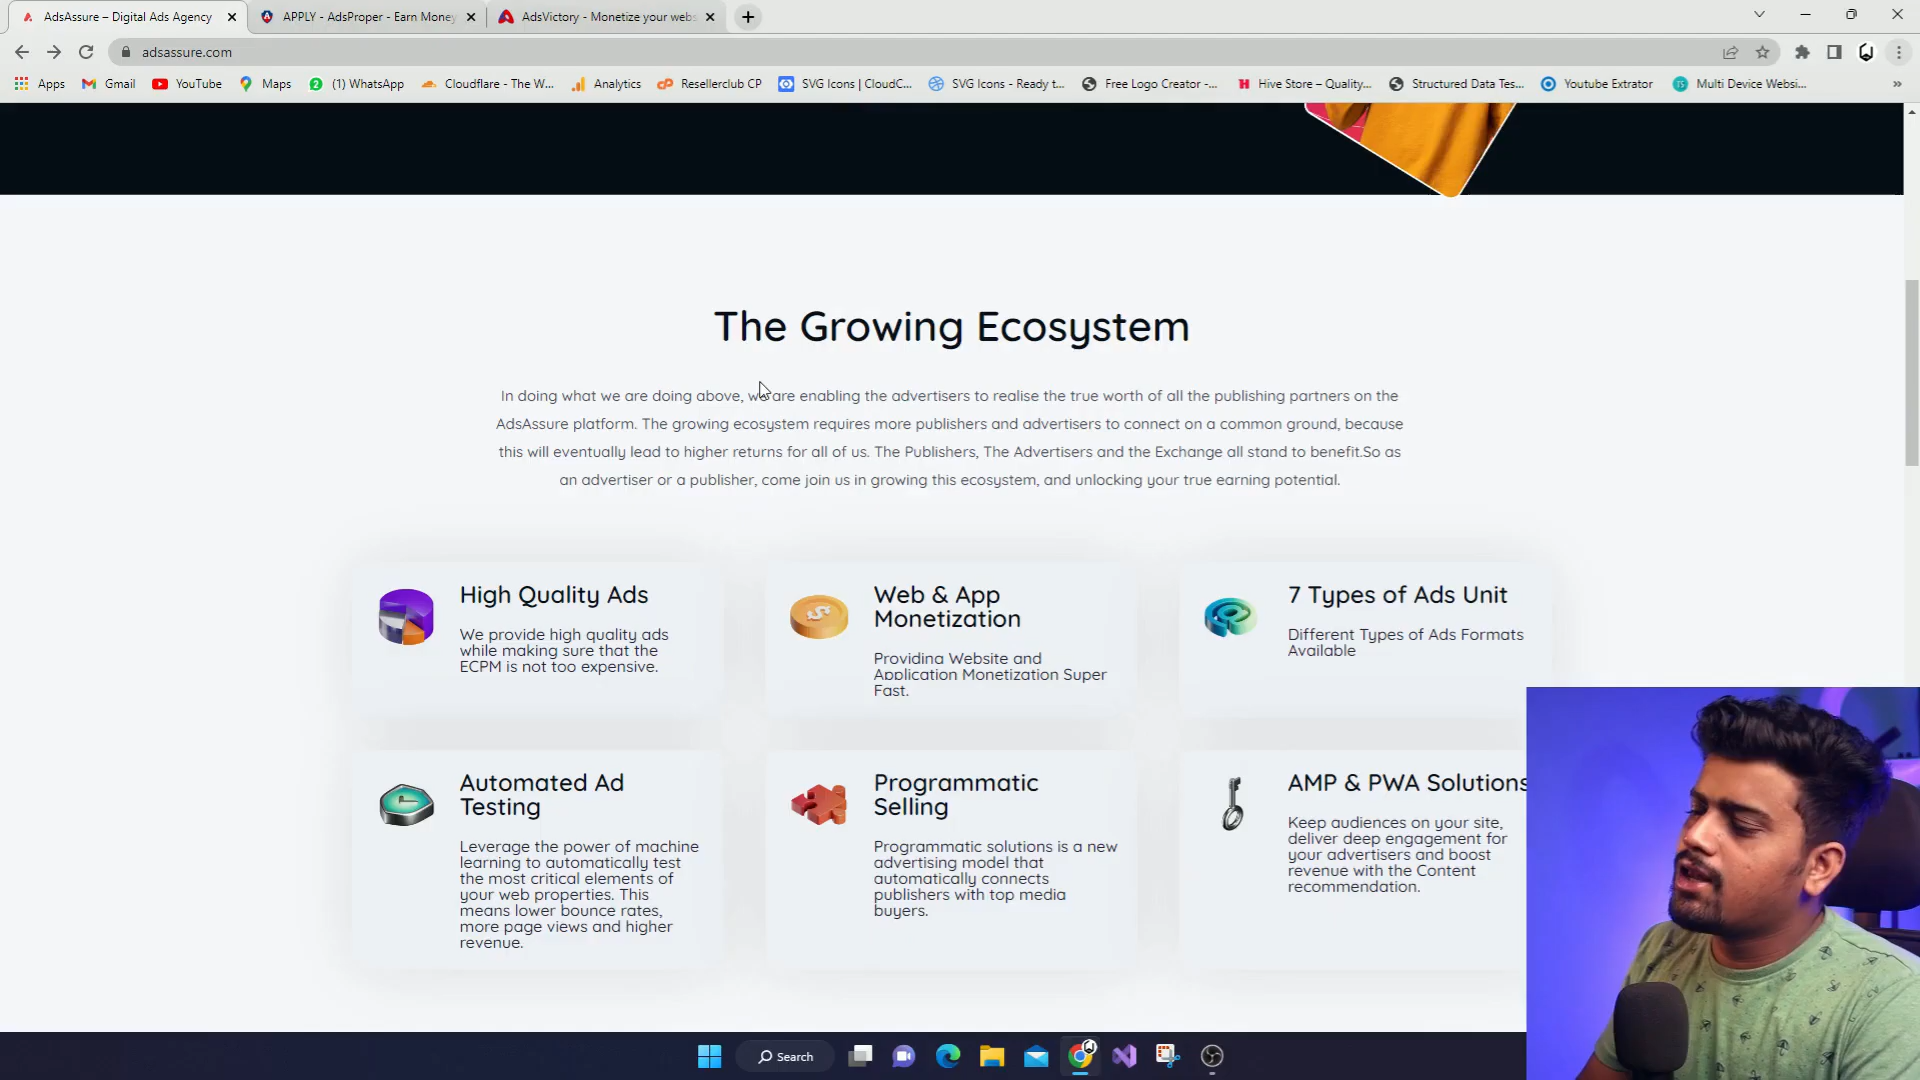 AdsAssure – Digital Ads Agency
APPLY - AdsProper - Earn Money
AdsVictory - Monetize your webs
adsassure.com
Apps
Gmail
YouTube
Maps
(1) WhatsApp
Cloudflare - The W...
Analytics
Resellerclub CP
SVG Icons | CloudC...
SVG Icons - Ready t...
Free Logo Creator -...
Hive Store – Quality...
Structured Data Tes...
Youtube Extrator
Multi Device Websi...
The Growing Ecosystem
In doing what we are doing above, we are enabling the advertisers to realise the true worth of all the publishing partners on the
AdsAssure platform. The growing ecosystem requires more publishers and advertisers to connect on a common ground, because
this will eventually lead to higher returns for all of us. The Publishers, The Advertisers and the Exchange all stand to benefit.So as
an advertiser or a publisher, come join us in growing this ecosystem, and unlocking your true earning potential.
High Quality Ads
We provide high quality ads
while making sure that the
ECPM is not too expensive.
Web & App
Monetization
Providing Website and
Application Monetization Super
Fast.
7 Types of Ads Unit
Different Types of Ads Formats
Available
Automated Ad
Testing
Leverage the power of machine
learning to automatically test
the most critical elements of
your web properties. This
means lower bounce rates,
more page views and higher
revenue.
Programmatic
Selling
Programmatic solutions is a new
advertising model that
automatically connects
publishers with top media
buyers.
AMP & PWA Solutions
Keep audiences on your site,
deliver deep engagement for
your advertisers and boost
revenue with the Content
recommendation.
Search